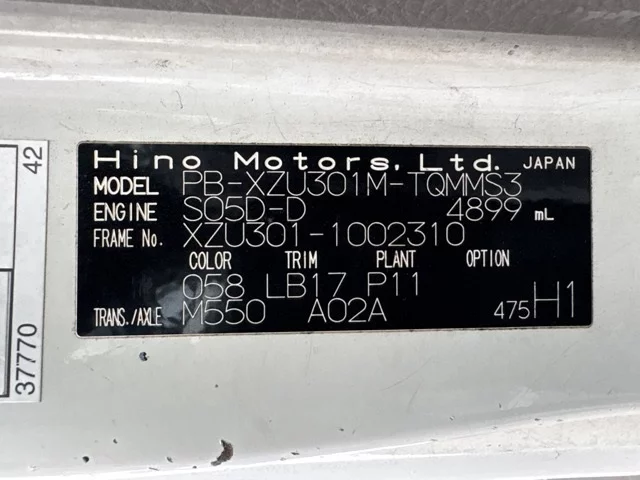 Hino Motors, Ltd. JAPAN
MODEL PB-XZU301M-TQMMS3
ENGINE S05D-D 4899 mL
FRAME No. XZU301-1002310
COLOR TRIM PLANT OPTION
058 LB17 P11
TRANS./AXLE M550 A02A 475 H1
42
37770